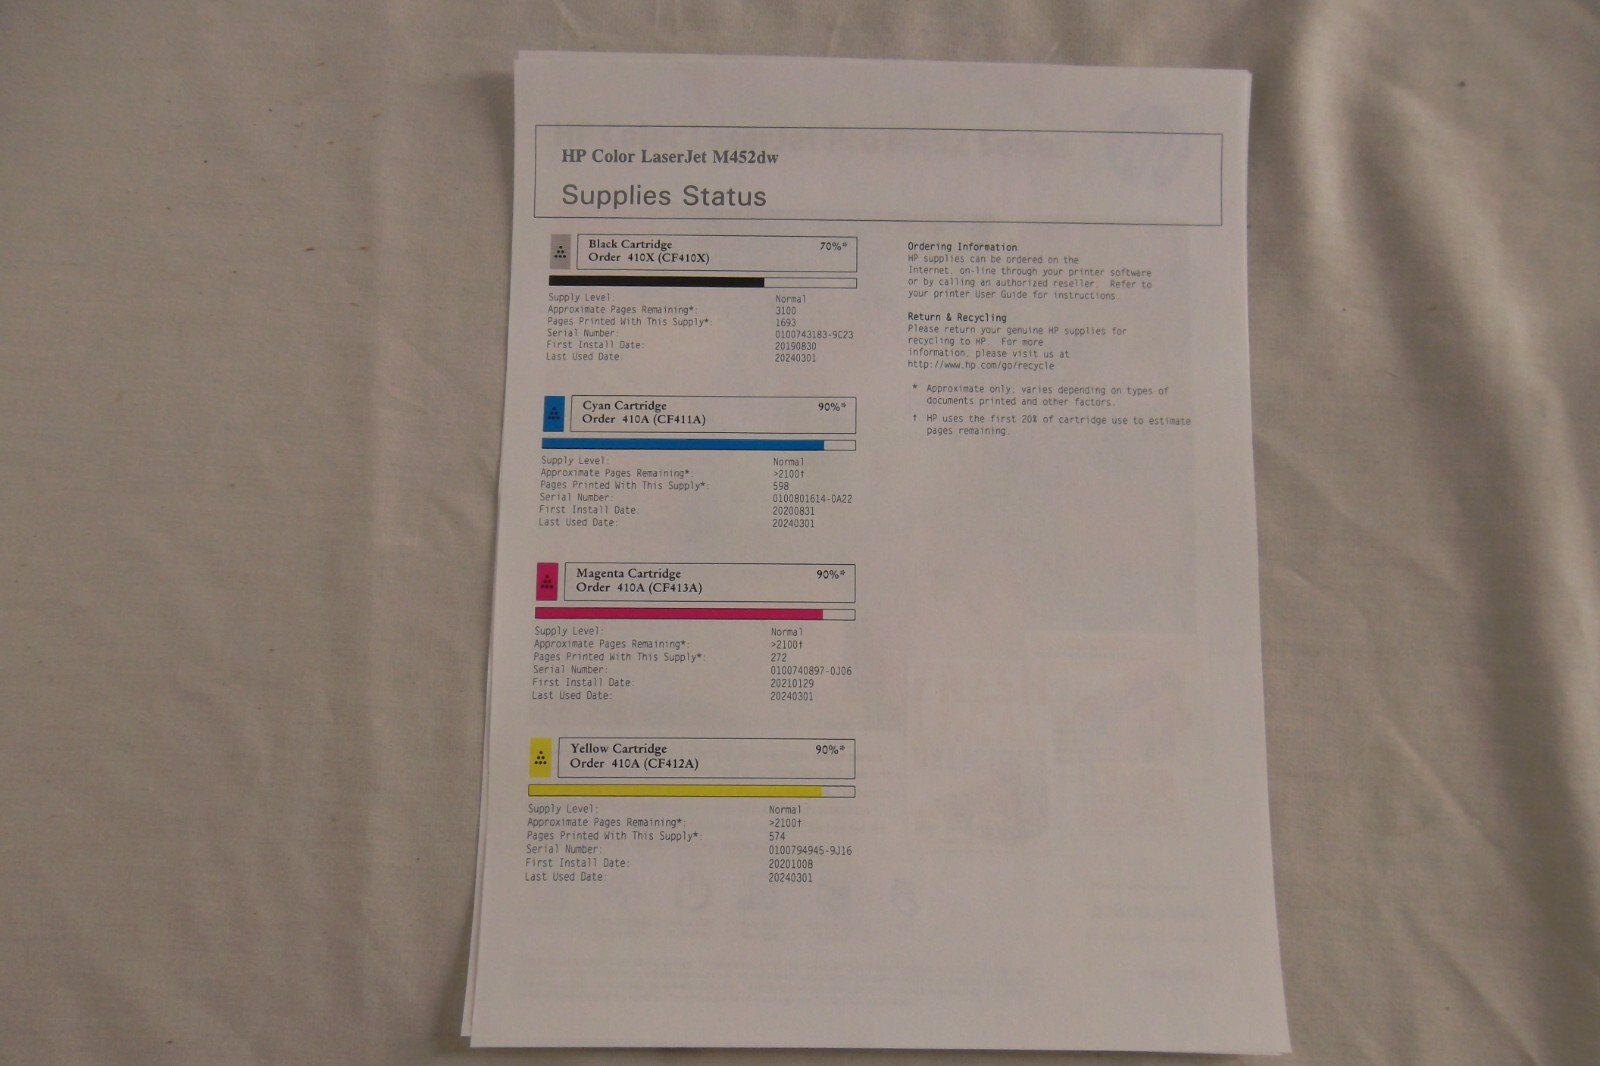 HP Color LaserJet M452dw
Supplies Status
Black Cartridge 70%*
Order 410X (CF410X)
Supply Level: Normal
Approximate Pages Remaining*: 3100
Pages Printed With This Supply*: 1693
Serial Number: 0100743183-9C23
First Install Date: 20190830
Last Used Date: 20240301
Cyan Cartridge 90%*
Order 410A (CF411A)
Supply Level: Normal
Approximate Pages Remaining*: >2100†
Pages Printed With This Supply*: 598
Serial Number: 0100801614-0A22
First Install Date: 20200831
Last Used Date: 20240301
Magenta Cartridge 90%*
Order 410A (CF413A)
Supply Level: Normal
Approximate Pages Remaining*: >2100†
Pages Printed With This Supply*: 272
Serial Number: 0100740897-0J06
First Install Date: 20210129
Last Used Date: 20240301
Yellow Cartridge 90%*
Order 410A (CF412A)
Supply Level: Normal
Approximate Pages Remaining*: >2100†
Pages Printed With This Supply*: 574
Serial Number: 0100794945-9J16
First Install Date: 20201008
Last Used Date: 20240301
Ordering Information
HP supplies can be ordered on the
Internet, on-line through your printer software
or by calling an authorized reseller. Refer to
your printer User Guide for instructions.
Return & Recycling
Please return your genuine HP supplies for
recycling to HP. For more
information, please visit us at
http://www.hp.com/go/recycle
* Approximate only; varies depending on types of
documents printed and other factors.
† HP uses the first 20% of cartridge use to estimate
pages remaining.